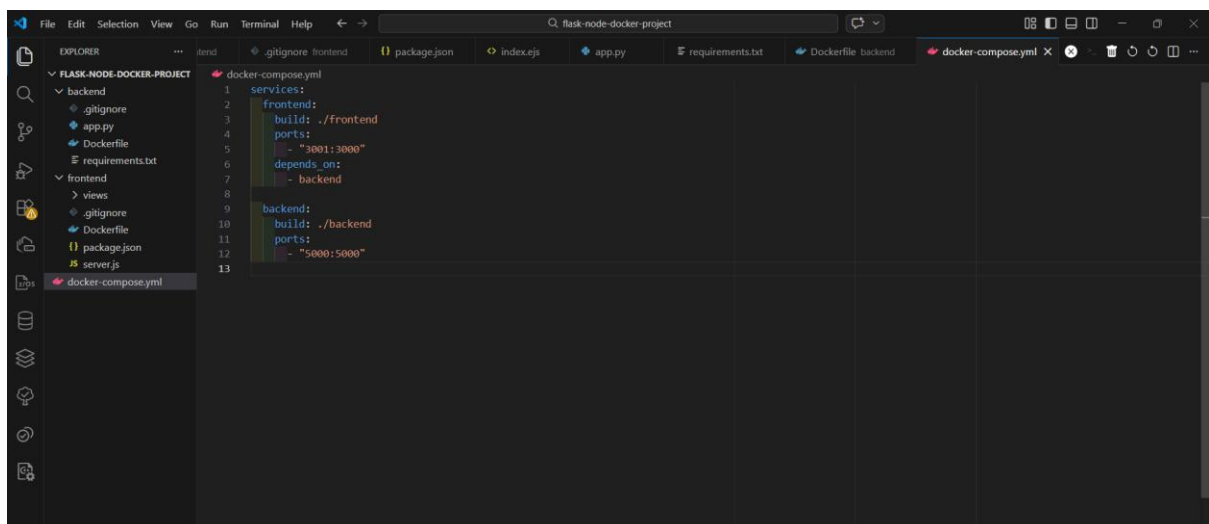 File Edit Selection View Go Run Terminal Help ← → flask-node-docker-project
EXPLORER ... tend .gitignore frontend {} package.json <> index.ejs app.py requirements.txt Dockerfile backend docker-compose.yml ...
FLASK-NODE-DOCKER-PROJECT
backend
.gitignore
app.py
Dockerfile
requirements.txt
frontend
views
.gitignore
Dockerfile
{} package.json
JS server.js
docker-compose.yml
docker-compose.yml
1 services:
2   frontend:
3     build: ./frontend
4     ports:
5       - "3001:3000"
6     depends_on:
7       - backend
8
9   backend:
10     build: ./backend
11     ports:
12       - "5000:5000"
13